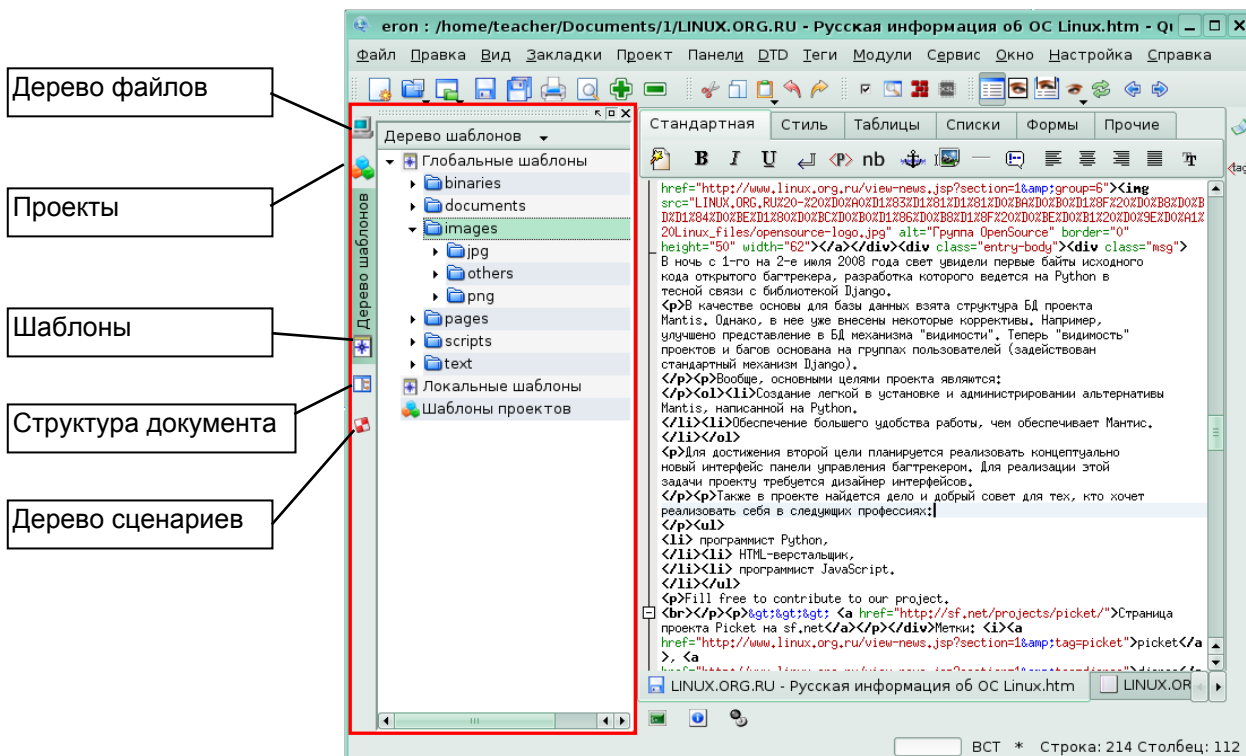 Дерево файлов
Проекты
Шаблоны
Структура документа
Дерево сценариев
eron : /home/teacher/Documents/1/LINUX.ORG.RU - Русская информация об ОС Linux.htm - Qu
Файл Правка Вид Закладки Проект Панели DTD Теги Модули Сервис Окно Настройка Справка
Дерево шаблонов
Дерево шаблонов
Глобальные шаблоны
binaries
documents
images
jpg
others
png
pages
scripts
text
Локальные шаблоны
Шаблоны проектов
Стандартная Стиль Таблицы Списки Формы Прочие
B I U <P> nb
href="http://www.linux.org.ru/view-news.jsp?section=1&amp;group=6"><img
src="LINUX.ORG.RU%20-%20%D0%A0%D1%83%D1%81%D1%81%D0%BA%D0%B0%D1%8F%20%D0%B8%D0%B
D%D1%84%D0%BE%D1%80%D0%BC%D0%B0%D1%86%D0%B8%D1%8F%20%D0%BE%D0%B1%20%D0%9E%D0%A1%
20Linux_files/opensource-logo.jpg" alt="Группа OpenSource" border="0"
height="50" width="62"></a></div><div class="entry-body"><div class="msg">
В ночь с 1-го на 2-е июля 2008 года свет увидели первые байты исходного
кода открытого багтрекера, разработка которого ведется на Python в
тесной связи с библиотекой Django.
<p>В качестве основы для базы данных взята структура БД проекта
Mantis. Однако, в нее уже внесены некоторые коррективы. Например,
улучшено представление в БД механизма "видимости". Теперь "видимость"
проектов и багов основана на группах пользователей (задействован
стандартный механизм Django).
</p><p>Вообще, основными целями проекта являются:
</p><ol><li>Создание легкой в установке и администрировании альтернативы
Mantis, написанной на Python.
</li><li>Обеспечение большего удобства работы, чем обеспечивает Мантис.
</li></ol>
<p>Для достижения второй цели планируется реализовать концептуально
новый интерфейс панели управления багтрекером. Для реализации этой
задачи проекту требуется дизайнер интерфейсов.
</p><p>Также в проекте найдется дело и добрый совет для тех, кто хочет
реализовать себя в следующих профессиях:
</p><ul>
<li> программист Python,
</li><li> HTML-верстальщик,
</li><li> программист JavaScript.
</li></ul>
<p>Fill free to contribute to our project.
<br></p><p>&gt;&gt;&gt; <a href="http://sf.net/projects/picket/">Страница
проекта Picket на sf.net</a></p></div>Метки: <i><a
href="http://www.linux.org.ru/view-news.jsp?section=1&amp;tag=picket">picket</a
>, <a
LINUX.ORG.RU - Русская информация об ОС Linux.htm LINUX.OR
ВСТ * Строка: 214 Столбец: 112